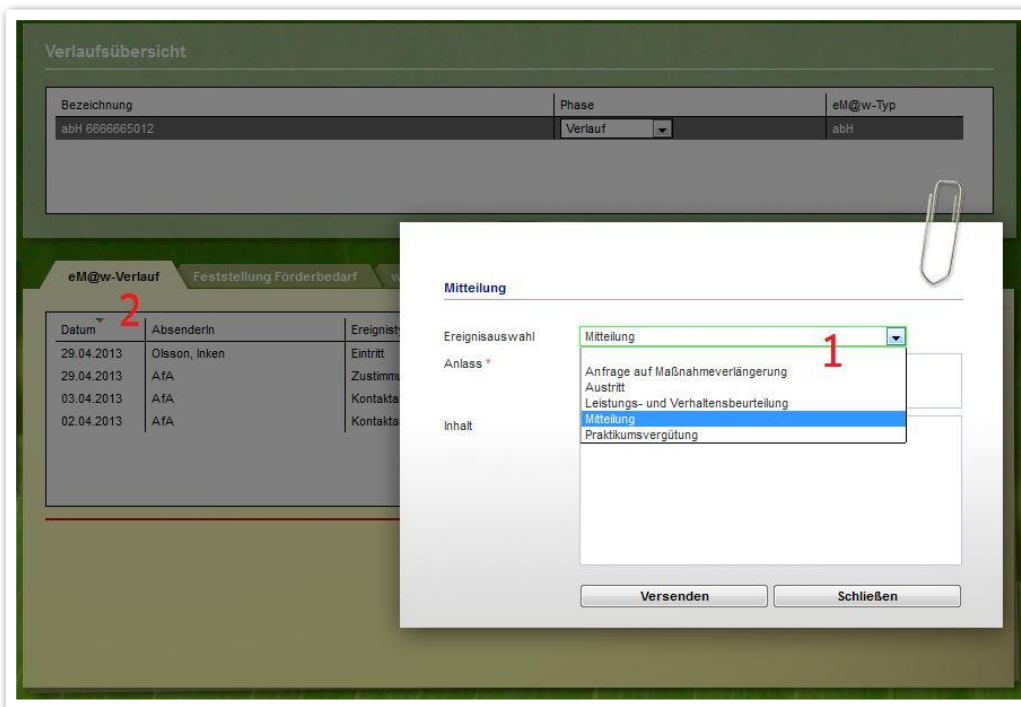 Verlaufsübersicht
Bezeichnung Phase eM@w-Typ
abH 6666665012 Verlauf abH
eM@w-Verlauf Feststellung Förderbedarf
2
Datum AbsenderIn
29.04.2013 Olsson, Inken Eintritt
29.04.2013 AfA
03.04.2013 AfA
02.04.2013 AfA
Mitteilung
Ereignisauswahl Mitteilung
1
Anlass *
Anfrage auf Maßnahmeverlängerung
Austritt
Leistungs- und Verhaltensbeurteilung
Mitteilung
Praktikumsvergütung
Inhalt
Versenden Schließen